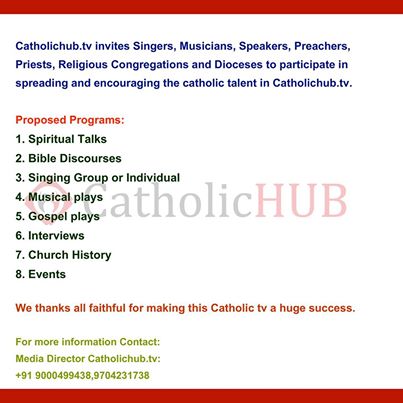 Catholichub.tv invites Singers, Musicians, Speakers, Preachers,
Priests, Religious Congregations and Dioceses to participate in
spreading and encouraging the catholic talent in Catholichub.tv.
Proposed Programs:
1. Spiritual Talks
2. Bible Discourses
3. Singing Group or Individual
4. Musical plays
CatholicHUB
5. Gospel plays
6. Interviews
7. Church History
8. Events
We thanks all faithful for making this Catholic tv a huge success.
For more information Contact:
Media Director Catholichub.tv:
+91 9000499438,9704231738